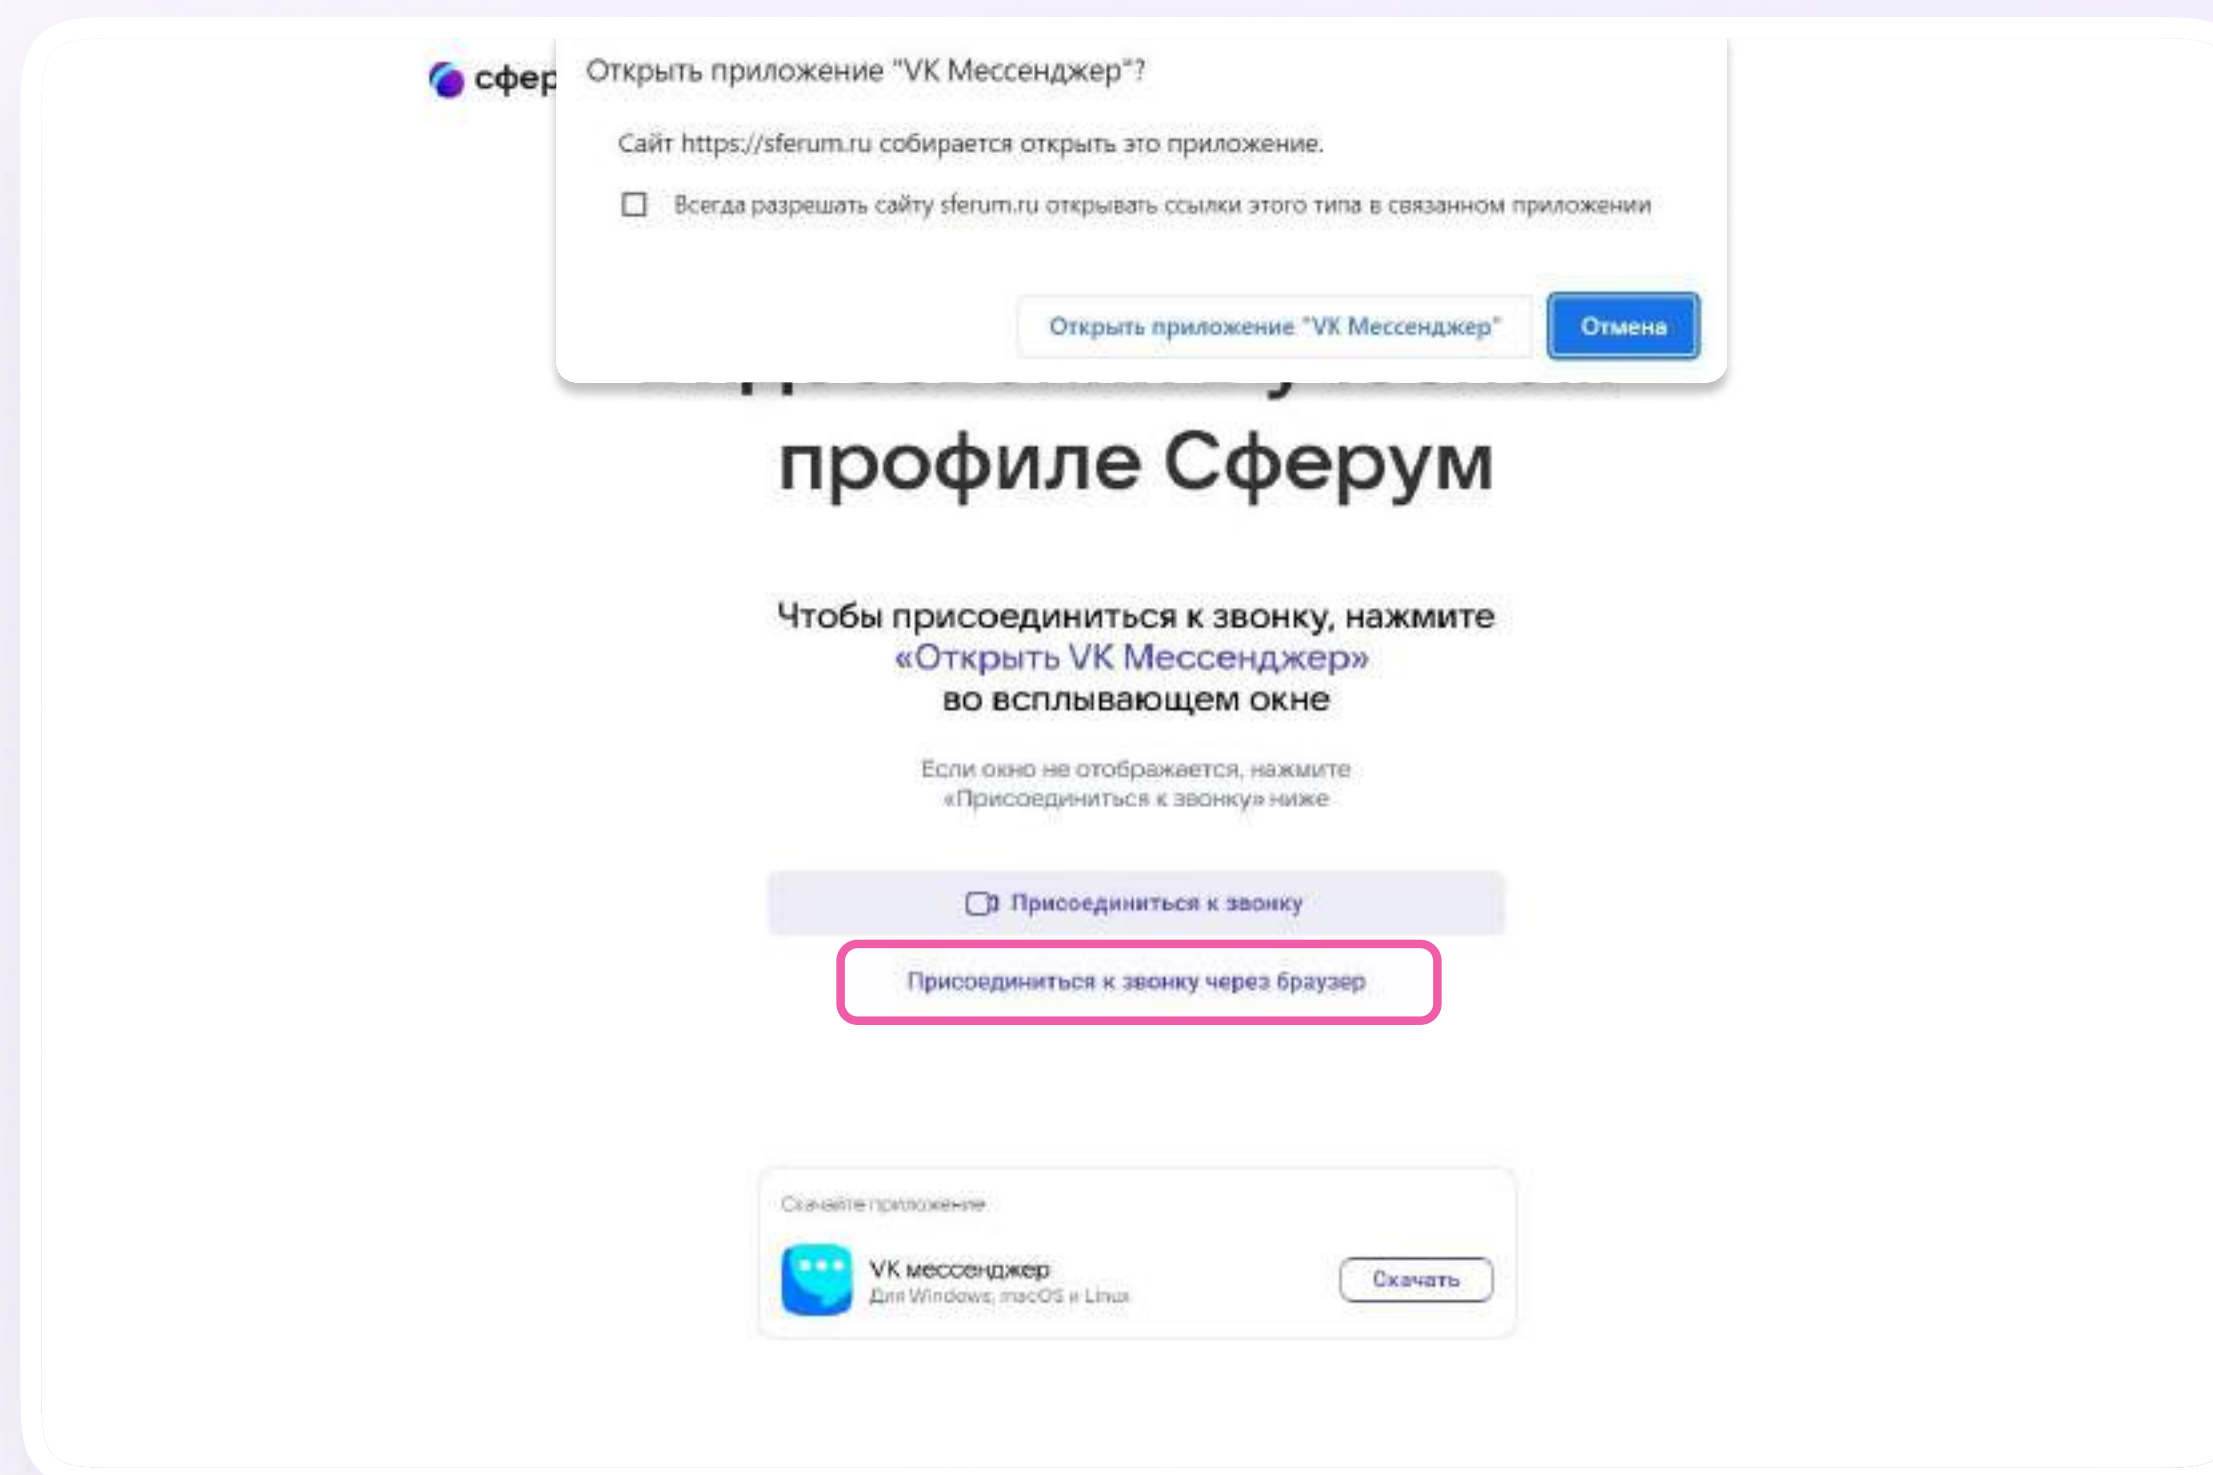 сфер
Открыть приложение "VK Мессенджер"?
Сайт https://sferum.ru собирается открыть это приложение.
Всегда разрешать сайту sferum.ru открывать ссылки этого типа в связанном приложении
Открыть приложение "VK Мессенджер"
Отмена
профиле Сферум
Чтобы присоединиться к звонку, нажмите
«Открыть VK Мессенджер»
во всплывающем окне
Если окно не отображается, нажмите
«Присоединиться к звонку» ниже
Присоединиться к звонку
Присоединиться к звонку через браузер
Скачайте приложение
VK мессенджер
Для Windows, macOS и Linux
Скачать